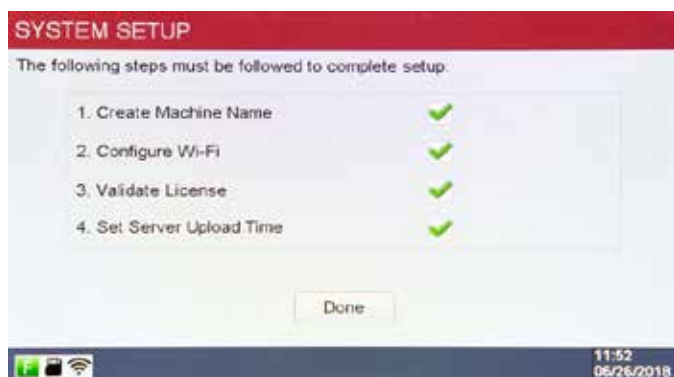 SYSTEM SETUP
The following steps must be followed to complete setup.
1. Create Machine Name
2. Configure Wi-Fi
3. Validate License
4. Set Server Upload Time
Done
F
11:52
06/26/2018